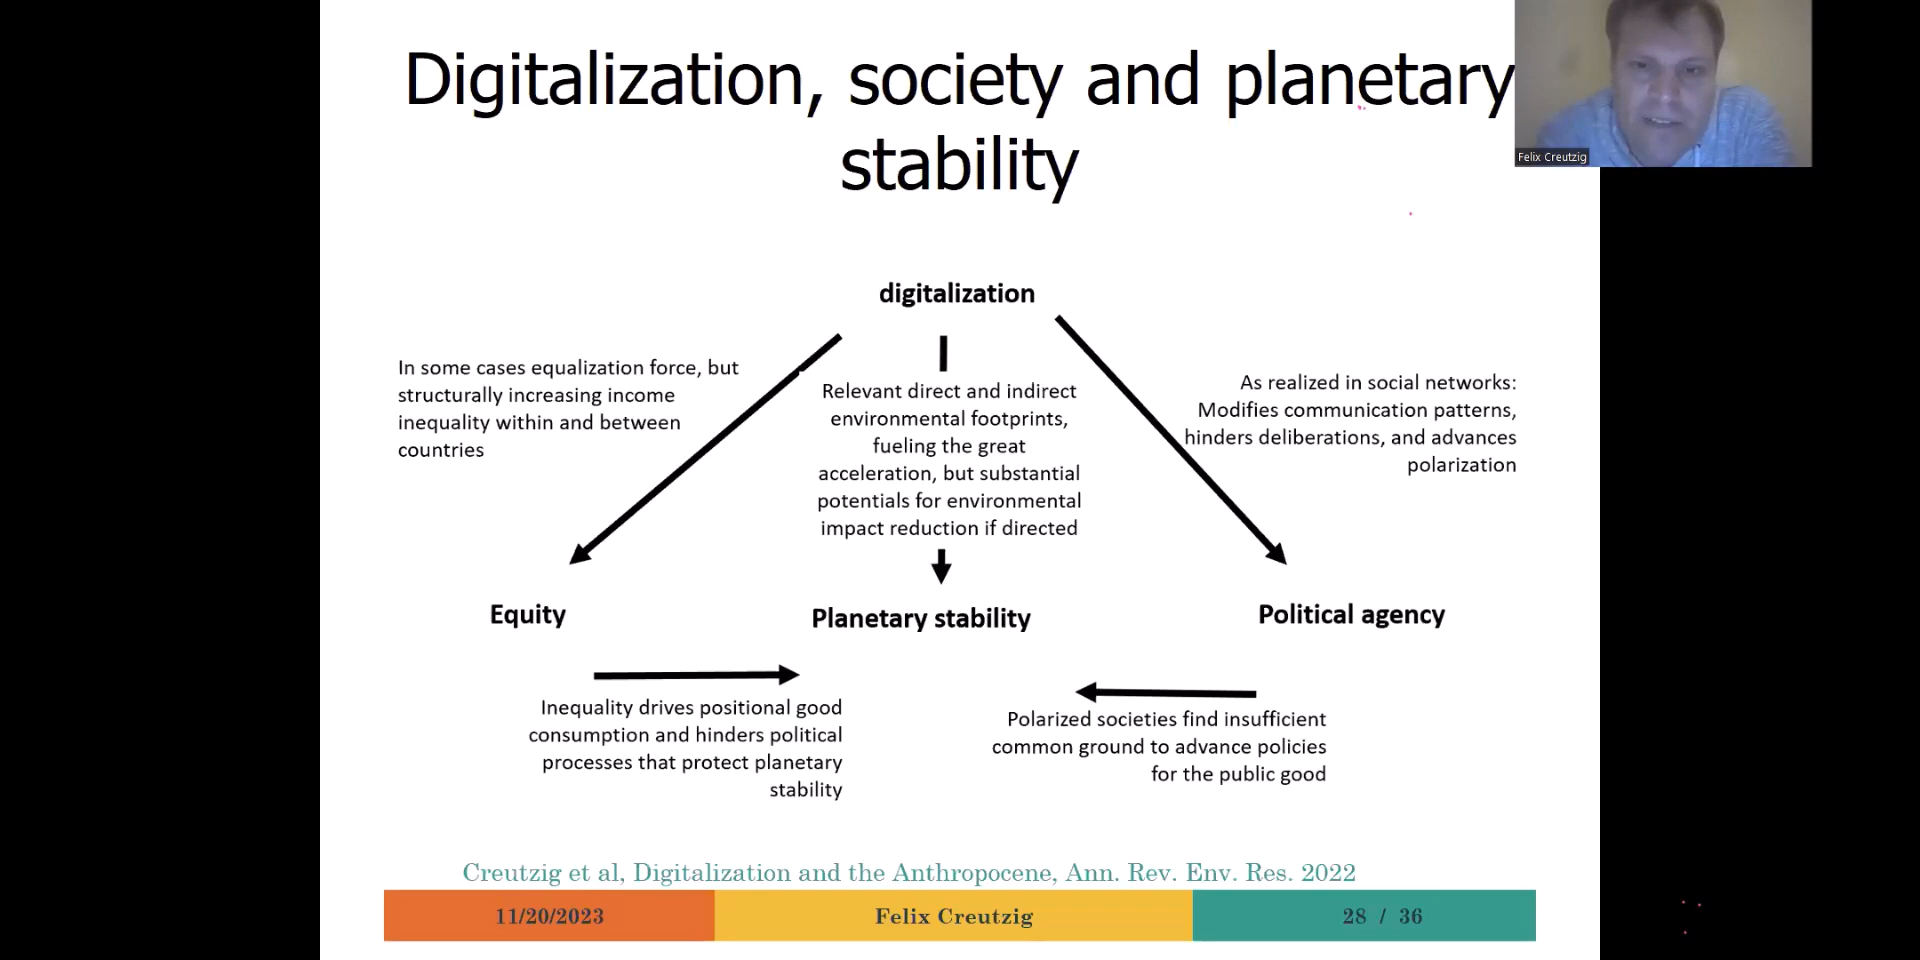 Digitalization, society and planetary
stability
Felix Creutzig
digitalization
In some cases equalization force, but
structurally increasing income
inequality within and between
countries
Relevant direct and indirect
environmental footprints,
fueling the great
acceleration, but substantial
potentials for environmental
impact reduction if directed
As realized in social networks:
Modifies communication patterns,
hinders deliberations, and advances
polarization
Equity
Planetary stability
Political agency
Inequality drives positional good
consumption and hinders political
processes that protect planetary
stability
Polarized societies find insufficient
common ground to advance policies
for the public good
Creutzig et al, Digitalization and the Anthropocene, Ann. Rev. Env. Res. 2022
11/20/2023
Felix Creutzig
28 / 36